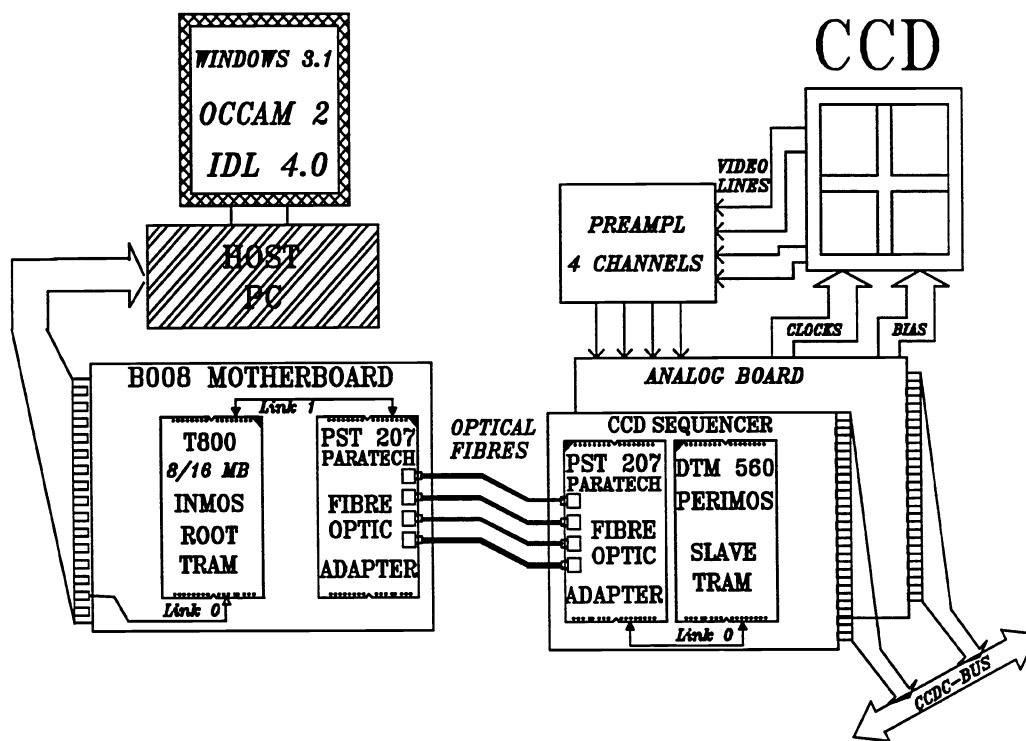 WINDOWS 3.1
OCCAM 2
IDL 4.0
HOST
PC
CCD
VIDEO
LINES
PREAMPL
4 CHANNELS
CLOCKS
BIAS
B008 MOTHERBOARD
Link 1
T800
8/16 MB
INMOS
ROOT
TRAM
Link 0
PST 207
PARATECH
FIBRE
OPTIC
ADAPTER
OPTICAL
FIBRES
ANALOG BOARD
CCD SEQUENCER
PST 207
PARATECH
FIBRE
OPTIC
ADAPTER
DTM 560
PERIMOS
SLAVE
TRAM
Link 0
CCDC-BUS